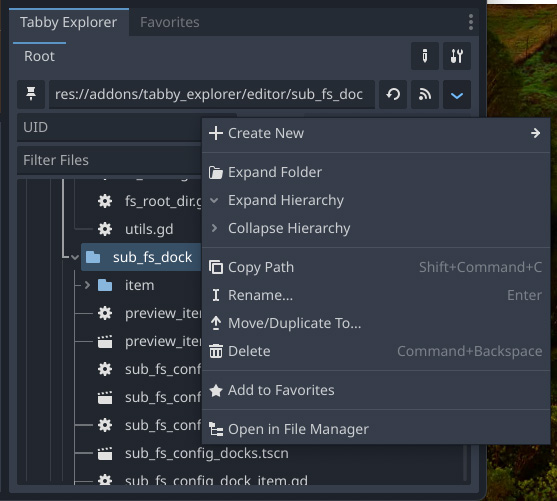 Tabby Explorer
Favorites
Root
res://addons/tabby_explorer/editor/sub_fs_doc
UID
Filter Files
fs_root_dir.g
utils.gd
sub_fs_dock
item
preview_ite
preview_ite
sub_fs_conf
sub_fs_conf
sub_fs_conf
sub_fs_config_docks.tscn
sub_fs_config_dock_item.gd
Create New
Expand Folder
Expand Hierarchy
Collapse Hierarchy
Copy Path Shift+Command+C
Rename... Enter
Move/Duplicate To...
Delete Command+Backspace
Add to Favorites
Open in File Manager